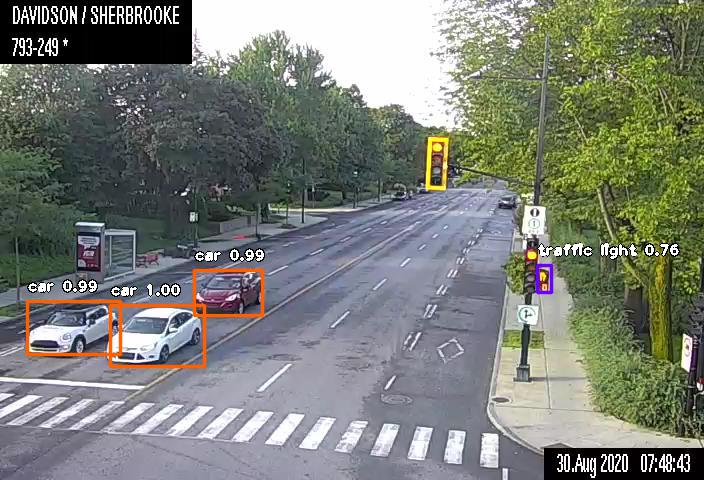 DAVIDSON / SHERBROOKE
793-249 *
traffic light 0.76
car 0.99
car 0.99
car 1.00
30.Aug 2020 07:48:43